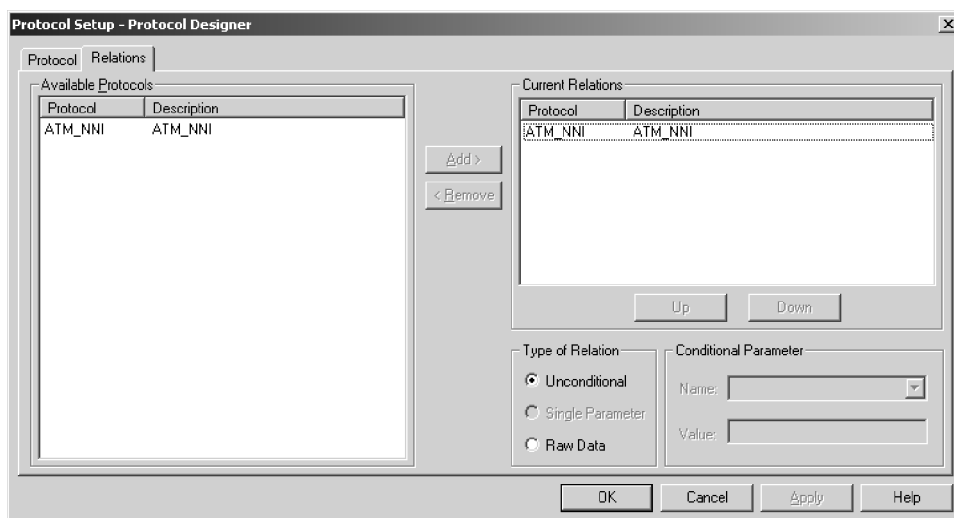 Protocol Setup - Protocol Designer
Protocol
Relations
Available Protocols
Protocol Description
ATM_NNI ATM_NNI
Add >
< Remove
Current Relations
Protocol Description
ATM_NNI ATM_NNI
Up
Down
Type of Relation
Unconditional
Single Parameter
Raw Data
Conditional Parameter
Name:
Value:
OK
Cancel
Apply
Help